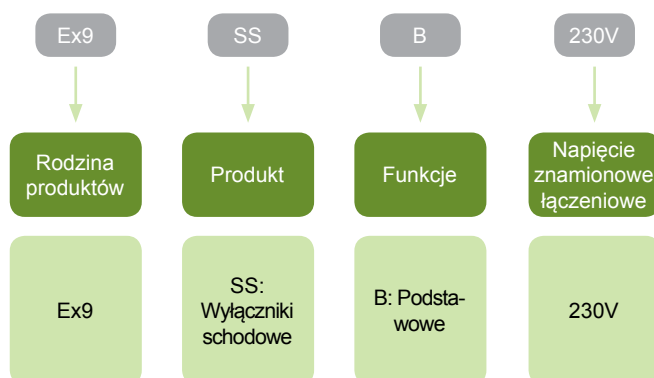 Ex9
SS
B
230V
Rodzina
produktów
Produkt
Funkcje
Napięcie
znamionowe
łączeniowe
Ex9
SS:
Wyłączniki
schodowe
B: Podsta-
wowe
230V